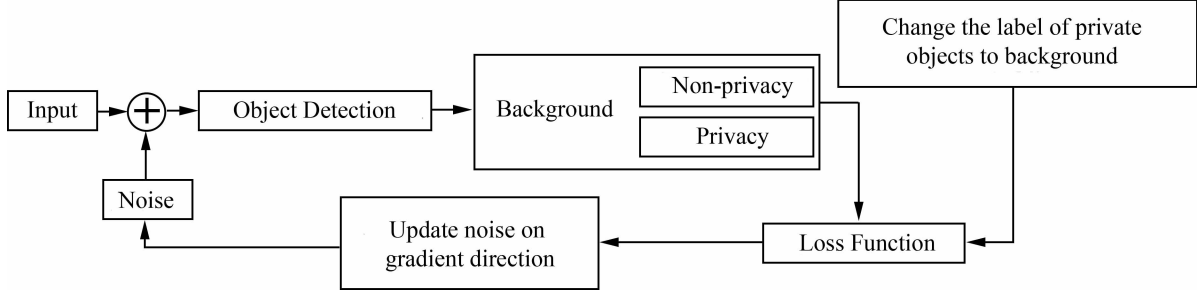 Change the label of private
objects to background
Input
Object Detection
Background
Non-privacy
Privacy
Noise
Update noise on
gradient direction
Loss Function